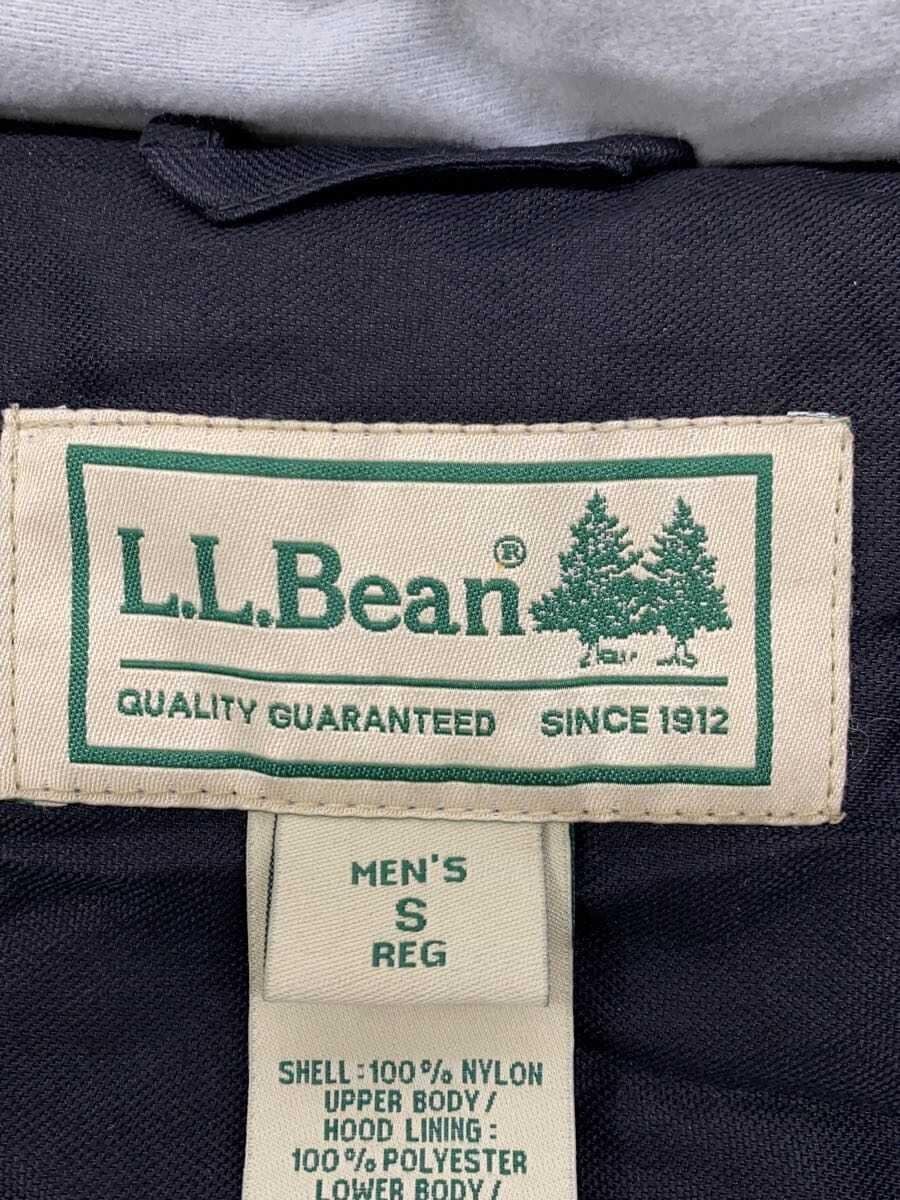 L.L.Bean®
QUALITY GUARANTEED SINCE 1912
MEN'S
S
REG
SHELL: 100% NYLON
UPPER BODY /
HOOD LINING:
100% POLYESTER
LOWER BODY /